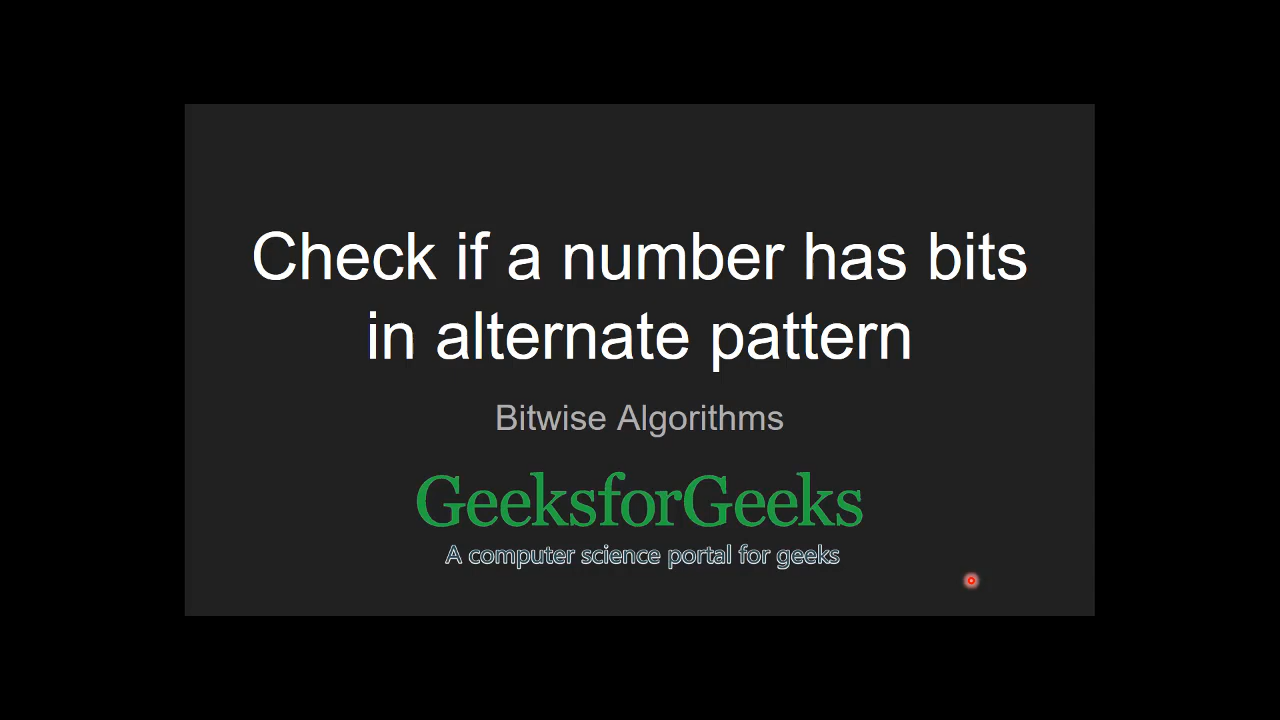 Check if a number has bits
in alternate pattern
Bitwise Algorithms
GeeksforGeeks
A computer science portal for geeks